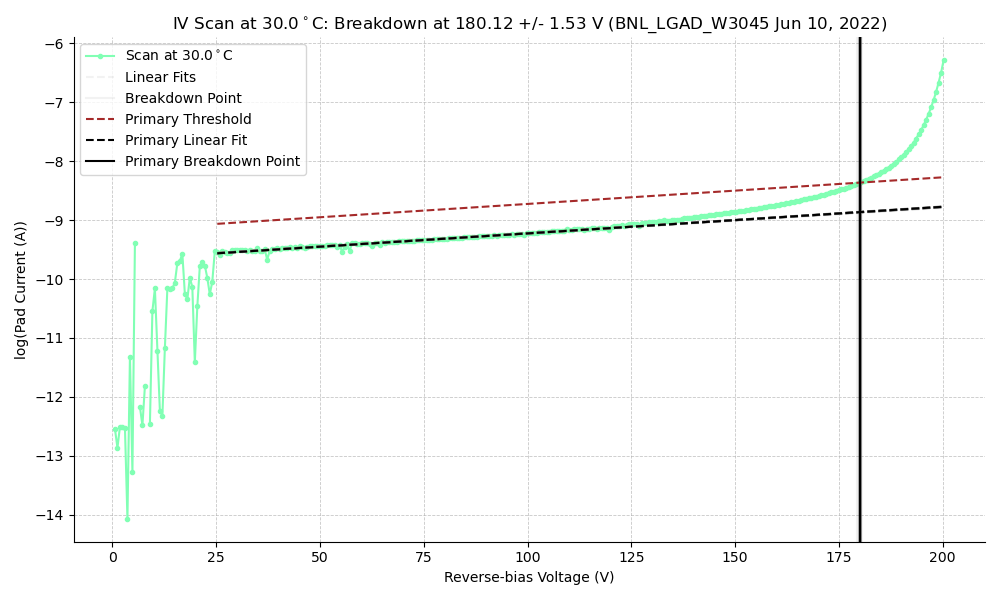 IV Scan at 30.0°C: Breakdown at 180.12 +/- 1.53 V (BNL_LGAD_W3045 Jun 10, 2022)
Scan at 30.0°C
Linear Fits
Breakdown Point
Primary Threshold
Primary Linear Fit
Primary Breakdown Point
log(Pad Current (A))
−6
−7
−8
−9
−10
−11
−12
−13
−14
0 25 50 75 100 125 150 175 200
Reverse-bias Voltage (V)